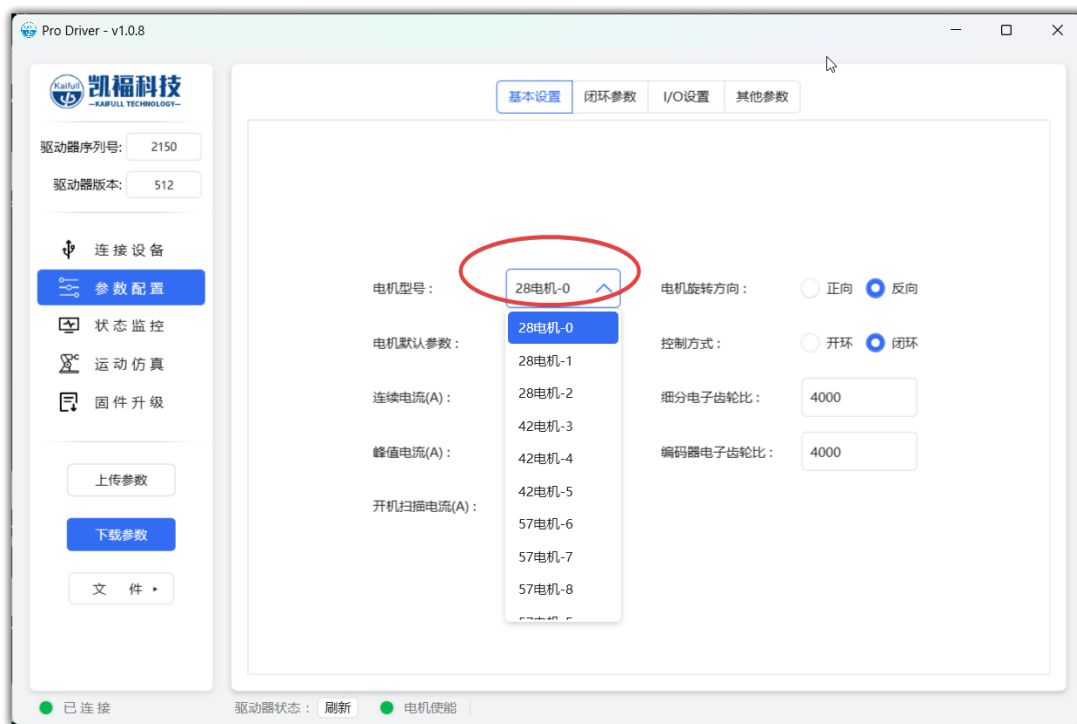 Pro Driver - v1.0.8
Kaifull
凯福科技
—KAIFULL TECHNOLOGY—
驱动器序列号: 2150
驱动器版本: 512
连接设备
参数配置
状态监控
运动仿真
固件升级
上传参数
下载参数
文 件
基本设置 闭环参数 I/O设置 其他参数
电机型号： 28电机-0 电机旋转方向： 正向 反向
28电机-0
电机默认参数： 控制方式： 开环 闭环
28电机-1
28电机-2
连续电流(A)： 细分电子齿轮比： 4000
42电机-3
峰值电流(A)： 42电机-4 编码器电子齿轮比： 4000
42电机-5
开机扫描电流(A)：
57电机-6
57电机-7
57电机-8
已连接 驱动器状态： 刷新 电机使能